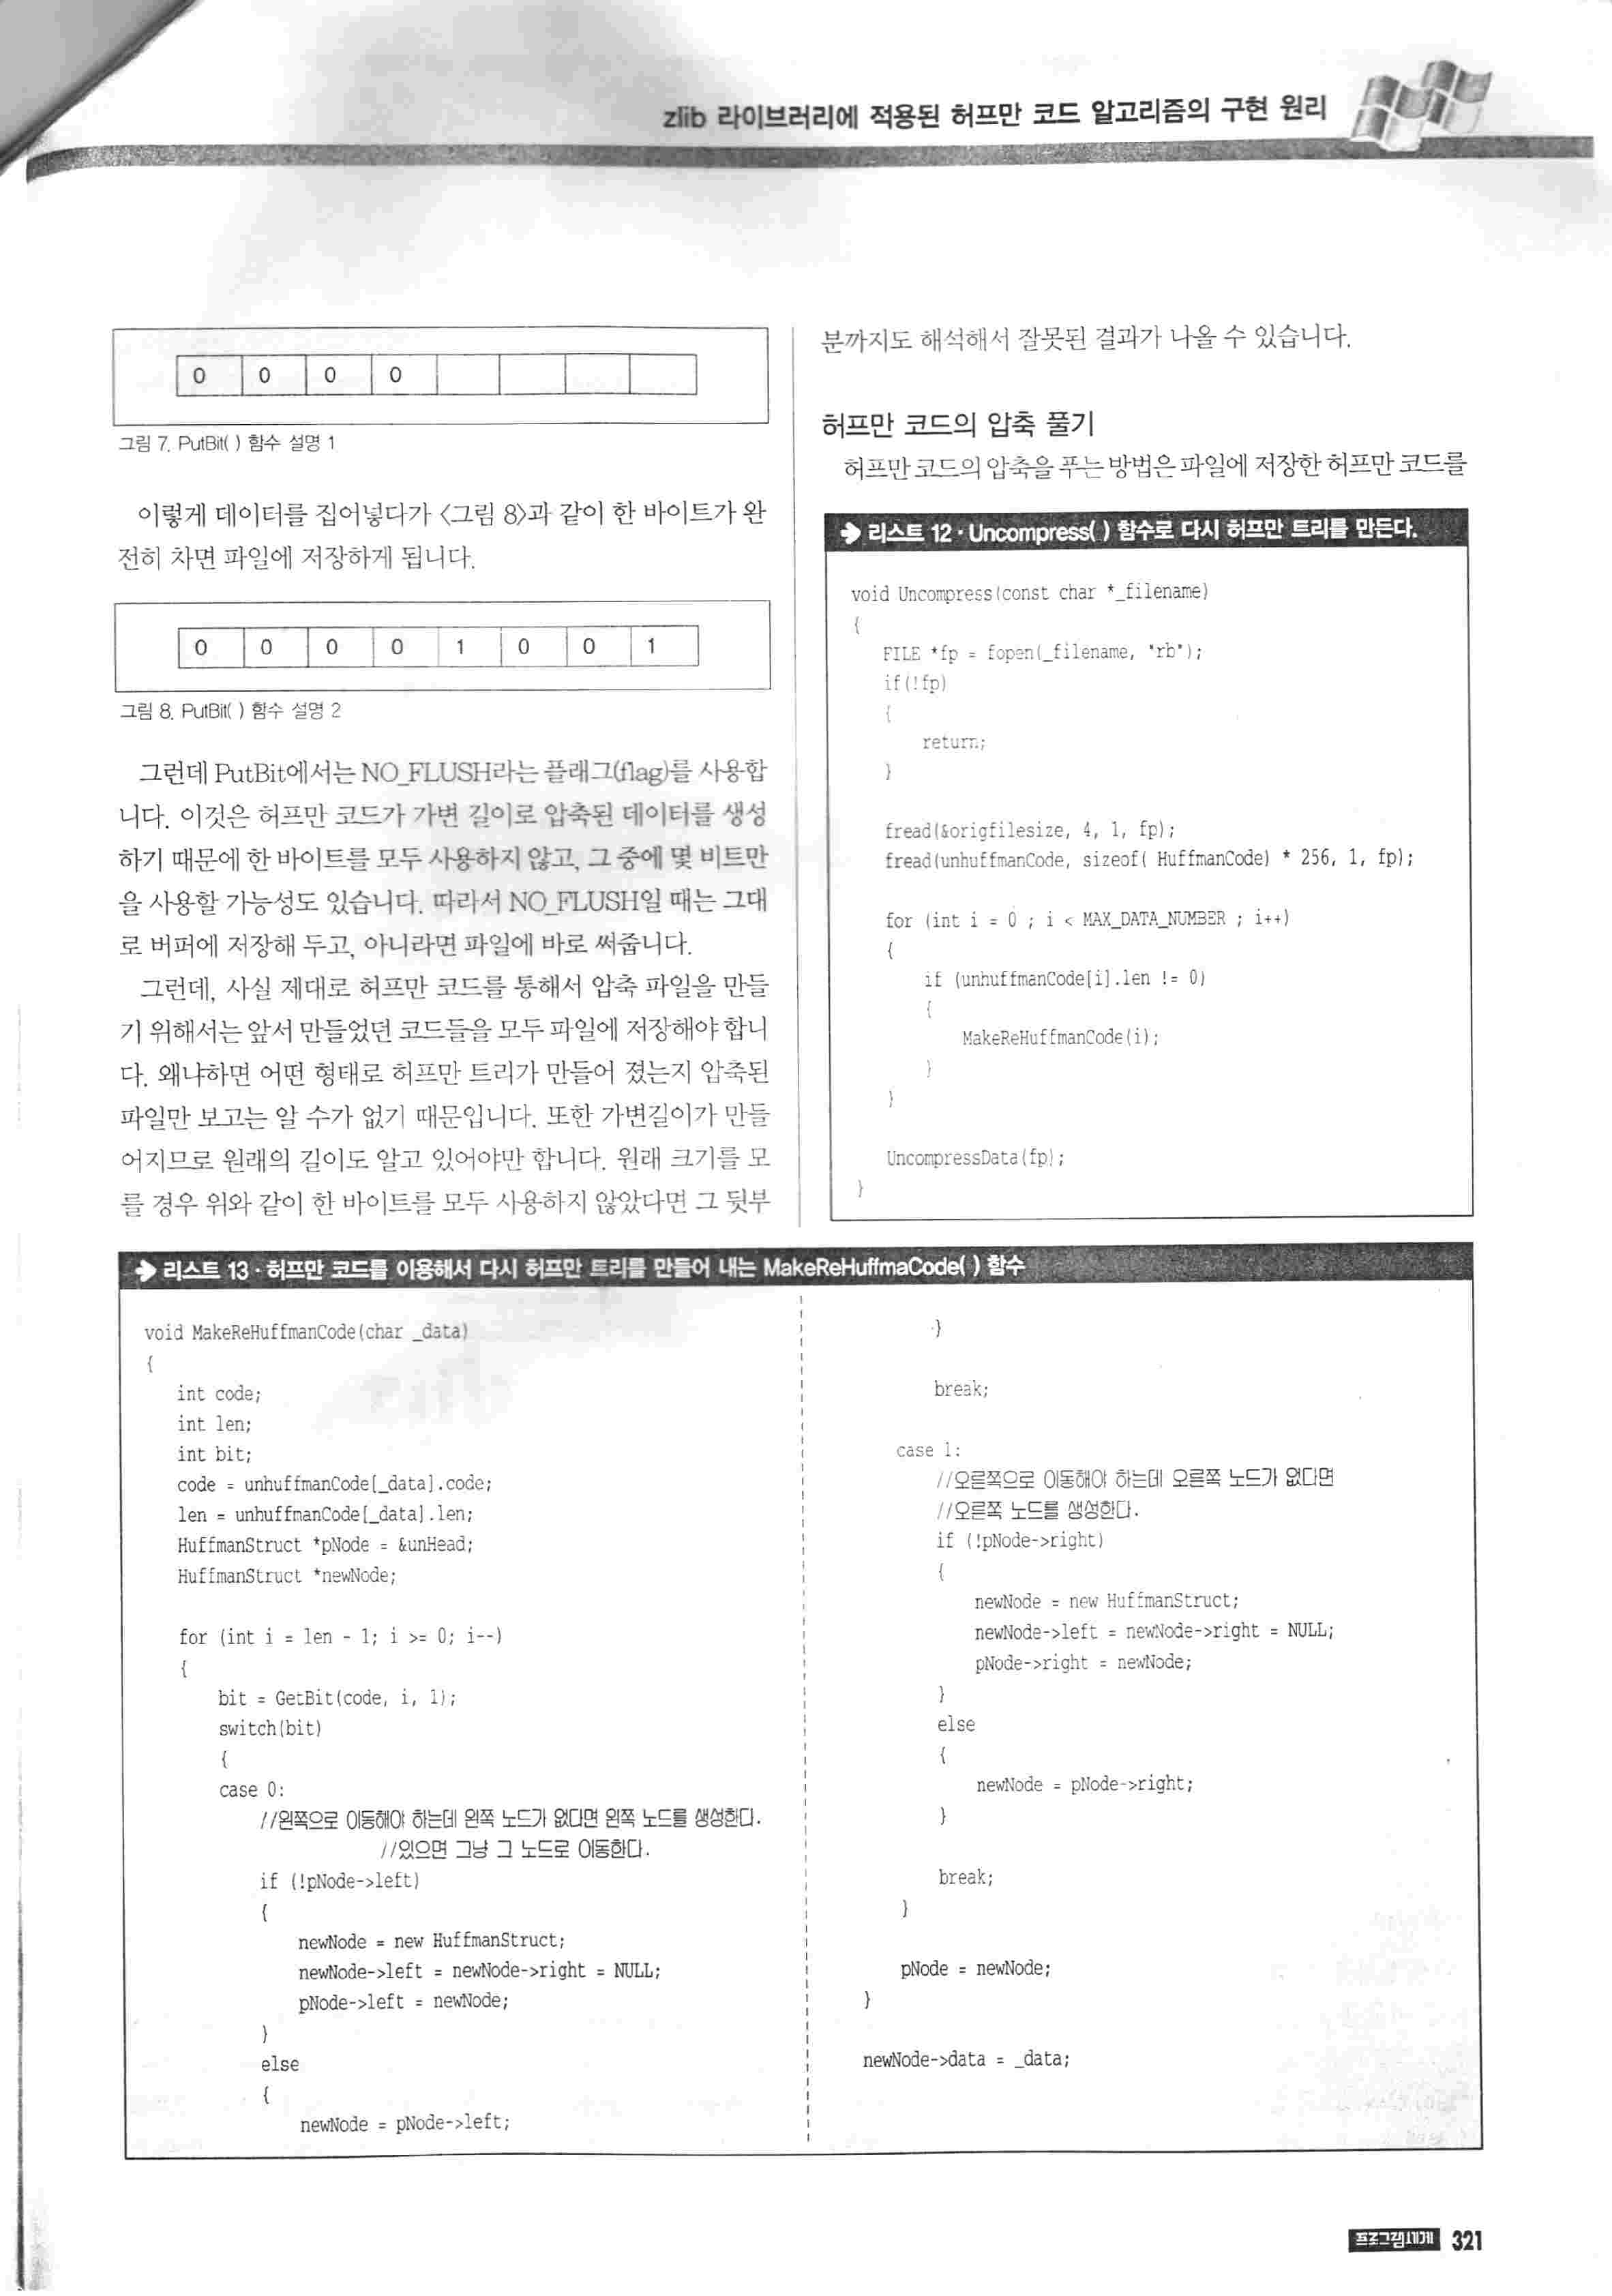 zlib 라이브러리에 적용된 허프만 코드 알고리즘의 구현 원리
0 0 0 0
그림 7. PutBit( ) 함수 설명 1
이렇게 데이터를 집어넣다가 〈그림 8〉과 같이 한 바이트가 완
전히 차면 파일에 저장하게 됩니다.
0 0 0 0 1 0 0 1
그림 8. PutBit( ) 함수 설명 2
그런데 PutBit에서는 NO_FLUSH라는 플래그(flag)를 사용합
니다. 이것은 허프만 코드가 가변 길이로 압축된 데이터를 생성
하기 때문에 한 바이트를 모두 사용하지 않고, 그 중에 몇 비트만
을 사용할 가능성도 있습니다. 따라서 NO_FLUSH일 때는 그대
로 버퍼에 저장해 두고, 아니라면 파일에 바로 써줍니다.
그런데, 사실 제대로 허프만 코드를 통해서 압축 파일을 만들
기 위해서는 앞서 만들었던 코드들을 모두 파일에 저장해야 합니
다. 왜냐하면 어떤 형태로 허프만 트리가 만들어 졌는지 압축된
파일만 보고는 알 수가 없기 때문입니다. 또한 가변길이가 만들
어지므로 원래의 길이도 알고 있어야만 합니다. 원래 크기를 모
를 경우 위와 같이 한 바이트를 모두 사용하지 않았다면 그 뒷부
분까지도 해석해서 잘못된 결과가 나올 수 있습니다.
허프만 코드의 압축 풀기
허프만 코드의 압축을 푸는 방법은 파일에 저장한 허프만 코드를
리스트 12 · Uncompress( ) 함수로 다시 허프만 트리를 만든다.
void Uncompress(const char *_filename)
{
FILE *fp = fopen(_filename, "rb");
if(!fp)
{
return;
}
fread(&origfilesize, 4, 1, fp);
fread(unhuffmanCode, sizeof( HuffmanCode) * 256, 1, fp);
for (int i = 0 ; i < MAX_DATA_NUMBER ; i++)
{
if (unhuffmanCode[i].len != 0)
{
MakeReHuffmanCode(i);
}
}
UncompressData(fp);
}
리스트 13 · 허프만 코드를 이용해서 다시 허프만 트리를 만들어 내는 MakeReHuffmaCode( ) 함수
void MakeReHuffmanCode(char _data)
{
int code;
int len;
int bit;
code = unhuffmanCode[_data].code;
len = unhuffmanCode[_data].len;
HuffmanStruct *pNode = &unHead;
HuffmanStruct *newNode;
for (int i = len - 1; i >= 0; i--)
{
bit = GetBit(code, i, 1);
switch(bit)
{
case 0:
//왼쪽으로 이동해야 하는데 왼쪽 노드가 없다면 왼쪽 노드를 생성한다.
//있으면 그냥 그 노드로 이동한다.
if (!pNode->left)
{
newNode = new HuffmanStruct;
newNode->left = newNode->right = NULL;
pNode->left = newNode;
}
else
{
newNode = pNode->left;
}
break;
case 1:
//오른쪽으로 이동해야 하는데 오른쪽 노드가 없다면
//오른쪽 노드를 생성한다.
if (!pNode->right)
{
newNode = new HuffmanStruct;
newNode->left = newNode->right = NULL;
pNode->right = newNode;
}
else
{
newNode = pNode->right;
}
break;
}
pNode = newNode;
}
newNode->data = _data;
프로그램세계 321